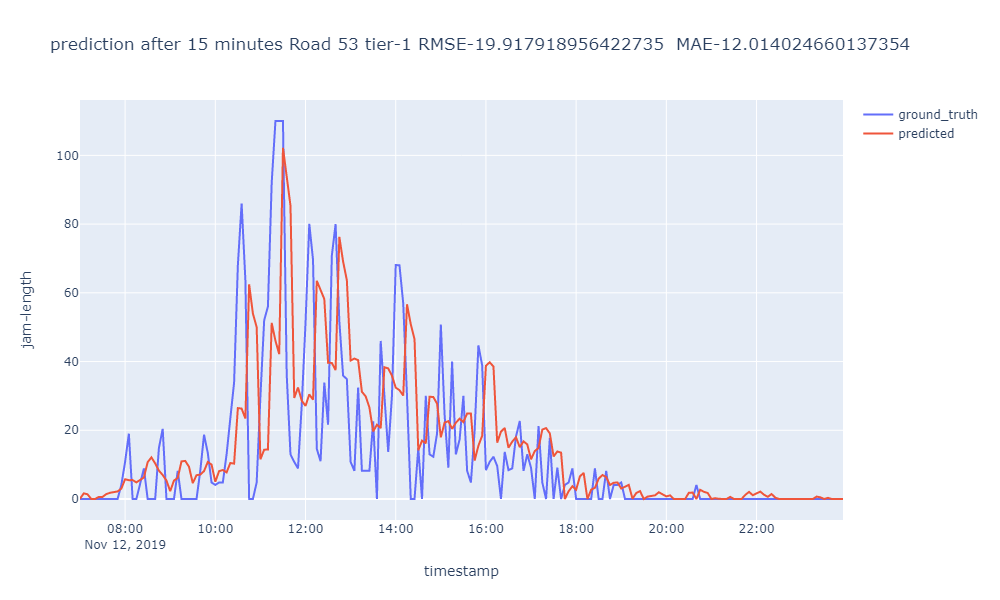 prediction after 15 minutes Road 53 tier-1 RMSE-19.917918956422735  MAE-12.014024660137354
ground_truth
predicted
100
80
60
40
20
0
jam-length
08:00 10:00 12:00 14:00 16:00 18:00 20:00 22:00
Nov 12, 2019
timestamp